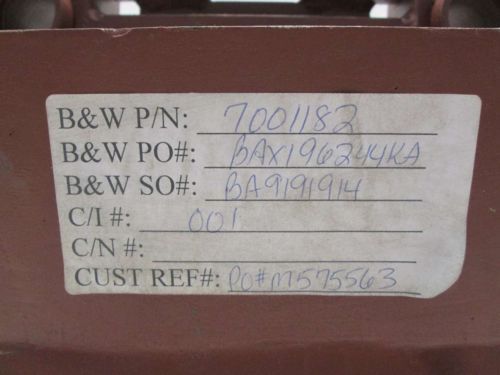 B&W P/N: 7001182
B&W PO#: BAX196244KA
B&W SO#: BA9191914
C/I #: 001
C/N #:
CUST REF#: PO#M575563